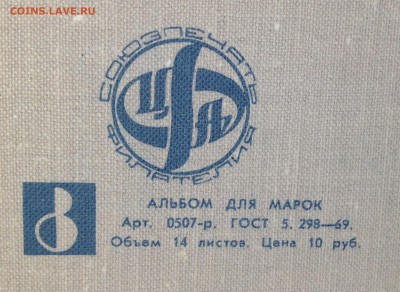 COINS.LAVE.RU
СОЮЗПЕЧАТЬ
ЦФА
ФИЛАТЕЛИЯ
АЛЬБОМ ДЛЯ МАРОК
Арт. 0507-р. ГОСТ 5. 298—69.
Объем 14 листов. Цена 10 руб.